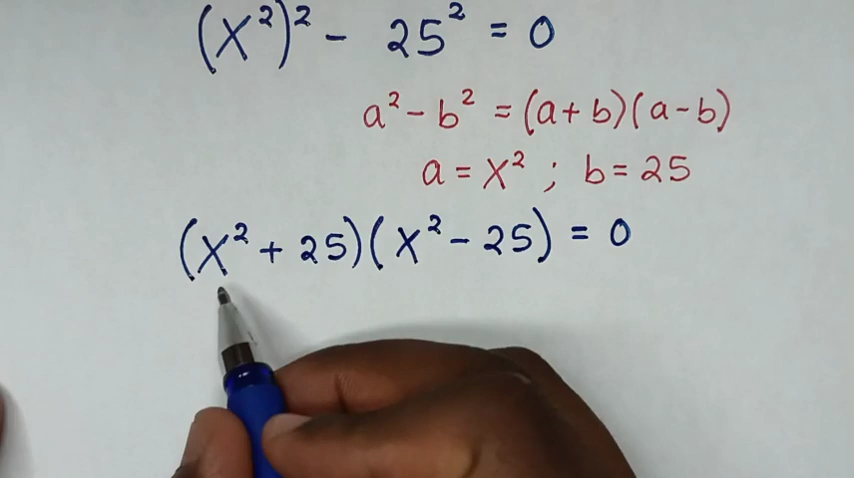 (x²)² - 25² = 0
a² - b² = (a+b)(a-b)
a = x² ; b = 25
(x² + 25)(x² - 25) = 0